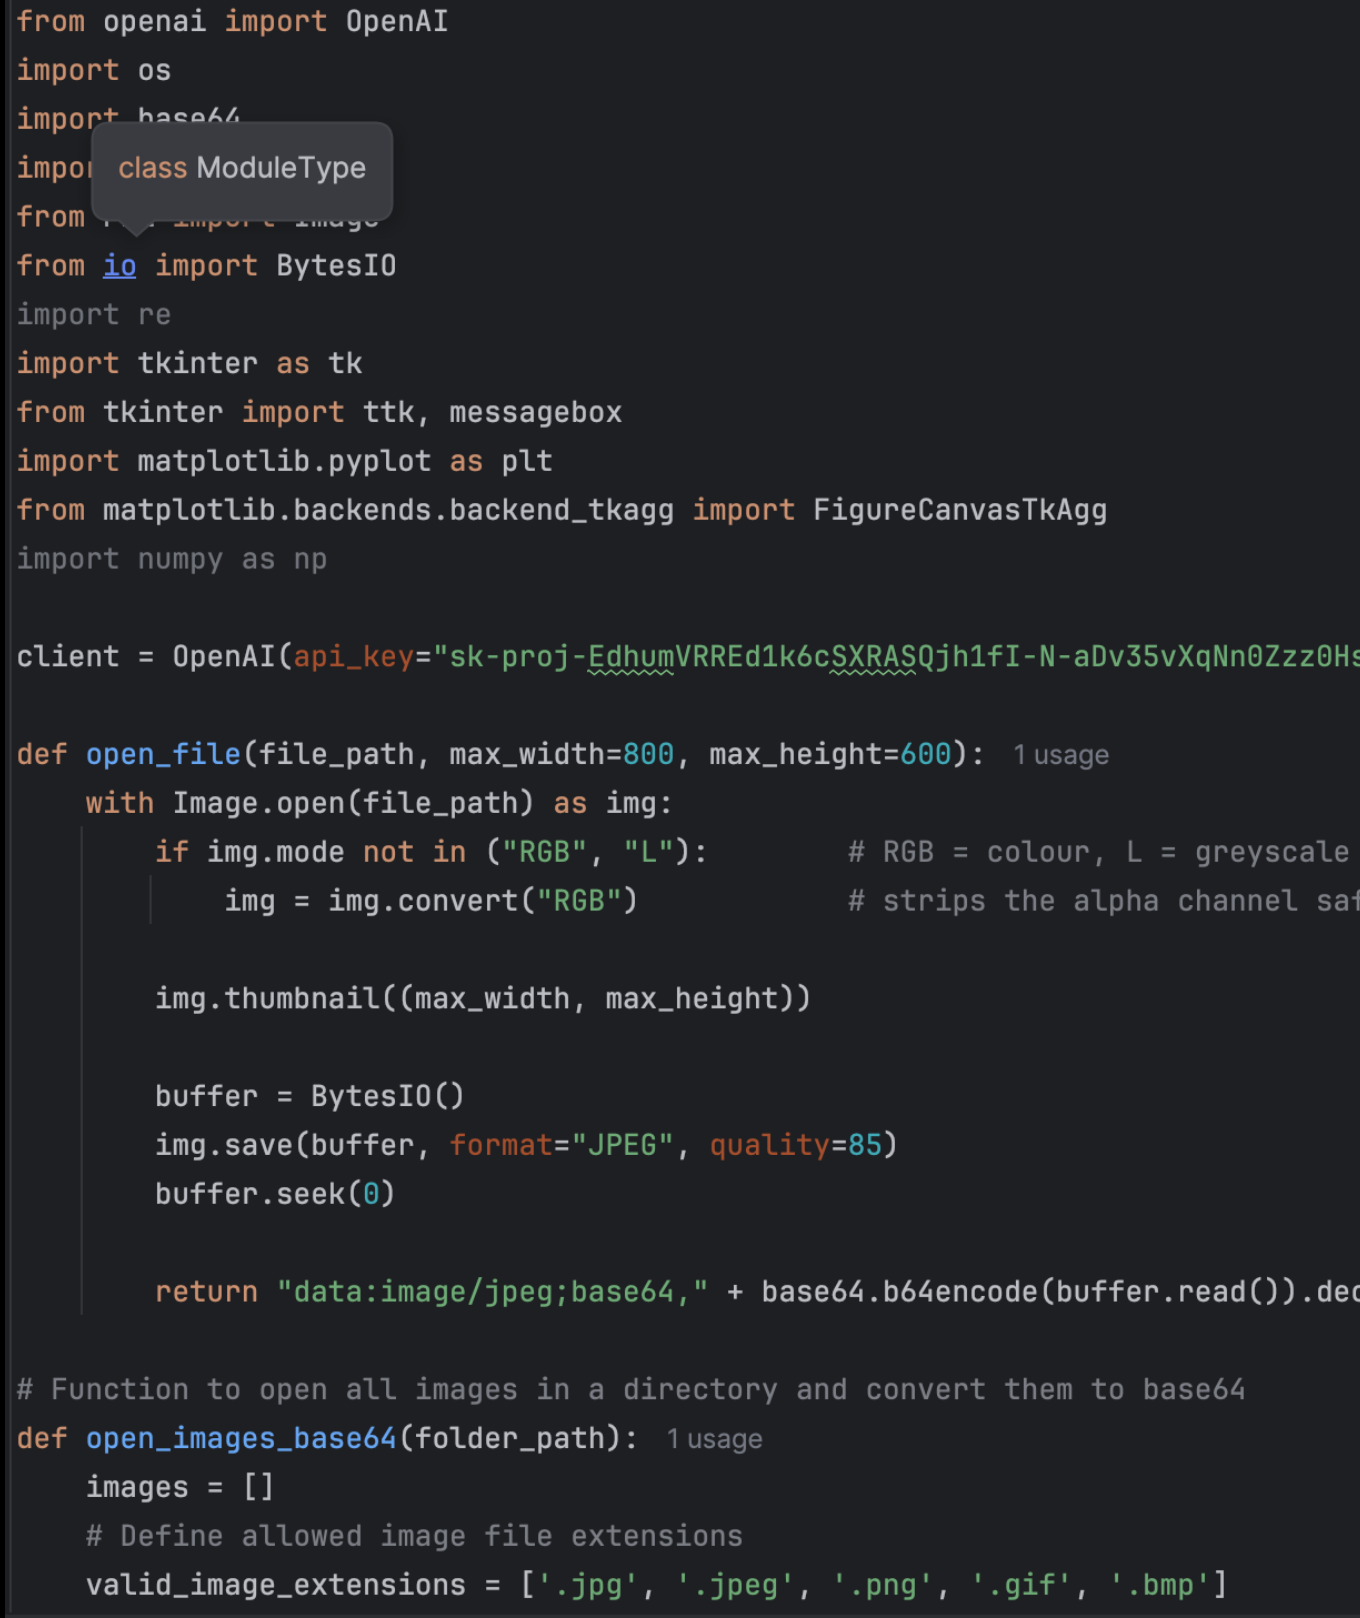 from openai import OpenAI
import os
import base64
class ModuleType
from import Image
from io import BytesIO
import re
import tkinter as tk
from tkinter import ttk, messagebox
import matplotlib.pyplot as plt
from matplotlib.backends.backend_tkagg import FigureCanvasTkAgg
import numpy as np
client = OpenAI(api_key="sk-proj-EdhumVRREd1k6cSXRASQjh1fI-N-aDv35vXqNn0Zzz0Hs
def open_file(file_path, max_width=800, max_height=600): 1 usage
with Image.open(file_path) as img:
if img.mode not in ("RGB", "L"): # RGB = colour, L = greyscale
img = img.convert("RGB") # strips the alpha channel saf
img.thumbnail((max_width, max_height))
buffer = BytesIO()
img.save(buffer, format="JPEG", quality=85)
buffer.seek(0)
return "data:image/jpeg;base64," + base64.b64encode(buffer.read()).dec
# Function to open all images in a directory and convert them to base64
def open_images_base64(folder_path): 1 usage
images = []
# Define allowed image file extensions
valid_image_extensions = ['.jpg', '.jpeg', '.png', '.gif', '.bmp']